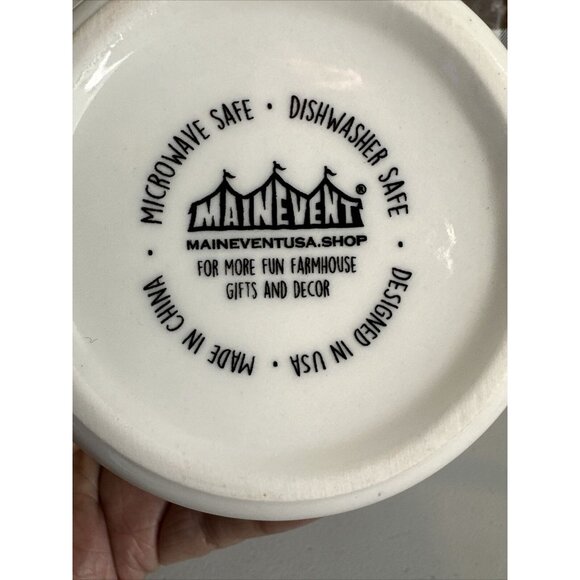 MICROWAVE SAFE · DISHWASHER SAFE · DESIGNED IN USA · MADE IN CHINA ·
MAINEVENT®
MAINEVENTUSA.SHOP
FOR MORE FUN FARMHOUSE
GIFTS AND DECOR